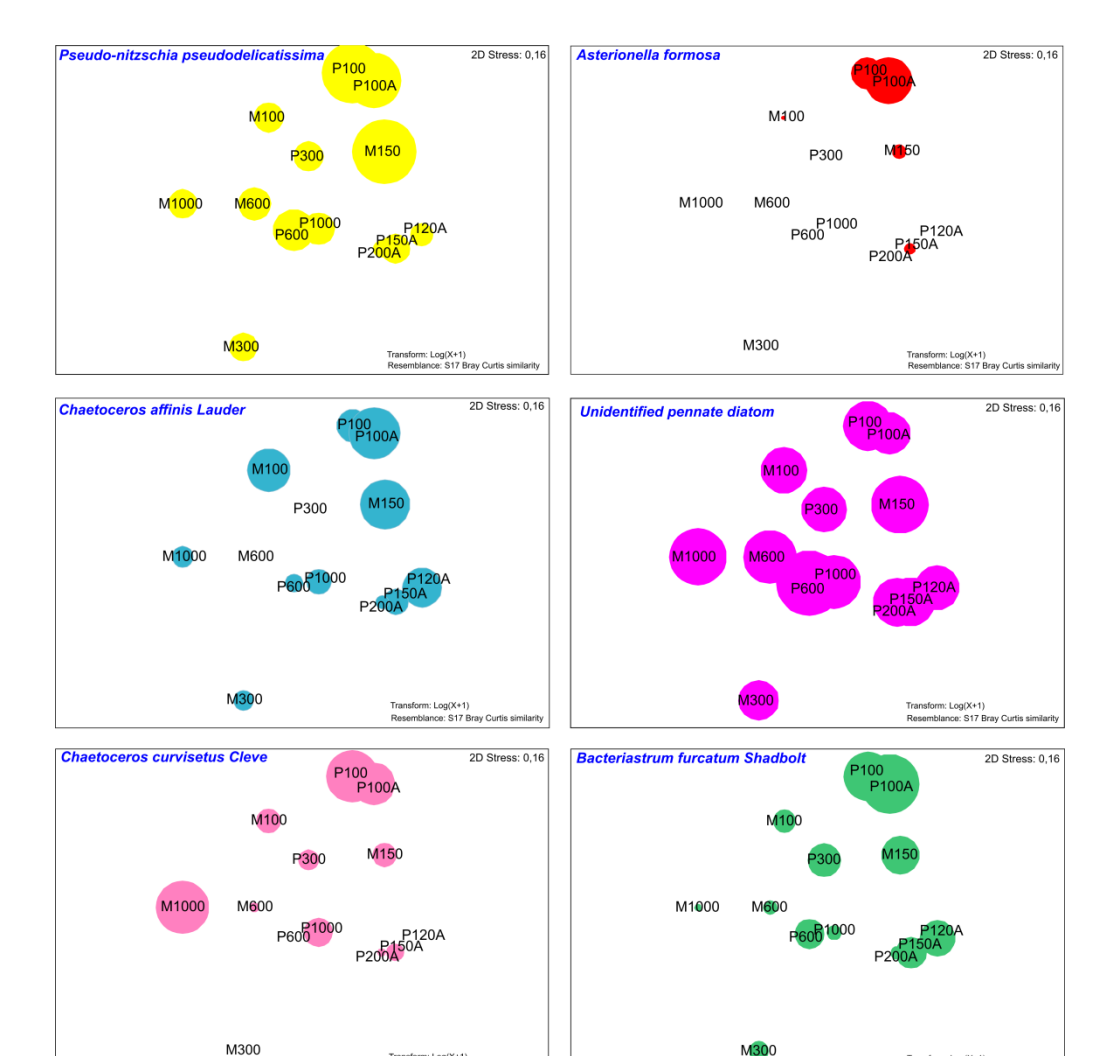 Pseudo-nitzschia pseudodelicatissima
2D Stress: 0,16
P100
P100A
M100
P300
M150
M1000
M600
P1000
P600
P120A
P150A
P200A
M300
Transform: Log(X+1)
Resemblance: S17 Bray Curtis similarity
Asterionella formosa
2D Stress: 0,16
P100
P100A
M100
P300
M150
M1000
M600
P1000
P600
P120A
P150A
P200A
M300
Transform: Log(X+1)
Resemblance: S17 Bray Curtis similarity
Chaetoceros affinis Lauder
2D Stress: 0,16
P100
P100A
M100
P300
M150
M1000
M600
P1000
P600
P120A
P150A
P200A
M300
Transform: Log(X+1)
Resemblance: S17 Bray Curtis similarity
Unidentified pennate diatom
2D Stress: 0,16
P100
P100A
M100
P300
M150
M1000
M600
P1000
P600
P120A
P150A
P200A
M300
Transform: Log(X+1)
Resemblance: S17 Bray Curtis similarity
Chaetoceros curvisetus Cleve
2D Stress: 0,16
P100
P100A
M100
P300
M150
M1000
M600
P1000
P600
P120A
P150A
P200A
M300
Bacteriastrum furcatum Shadbolt
2D Stress: 0,16
P100
P100A
M100
P300
M150
M1000
M600
P1000
P600
P120A
P150A
P200A
M300